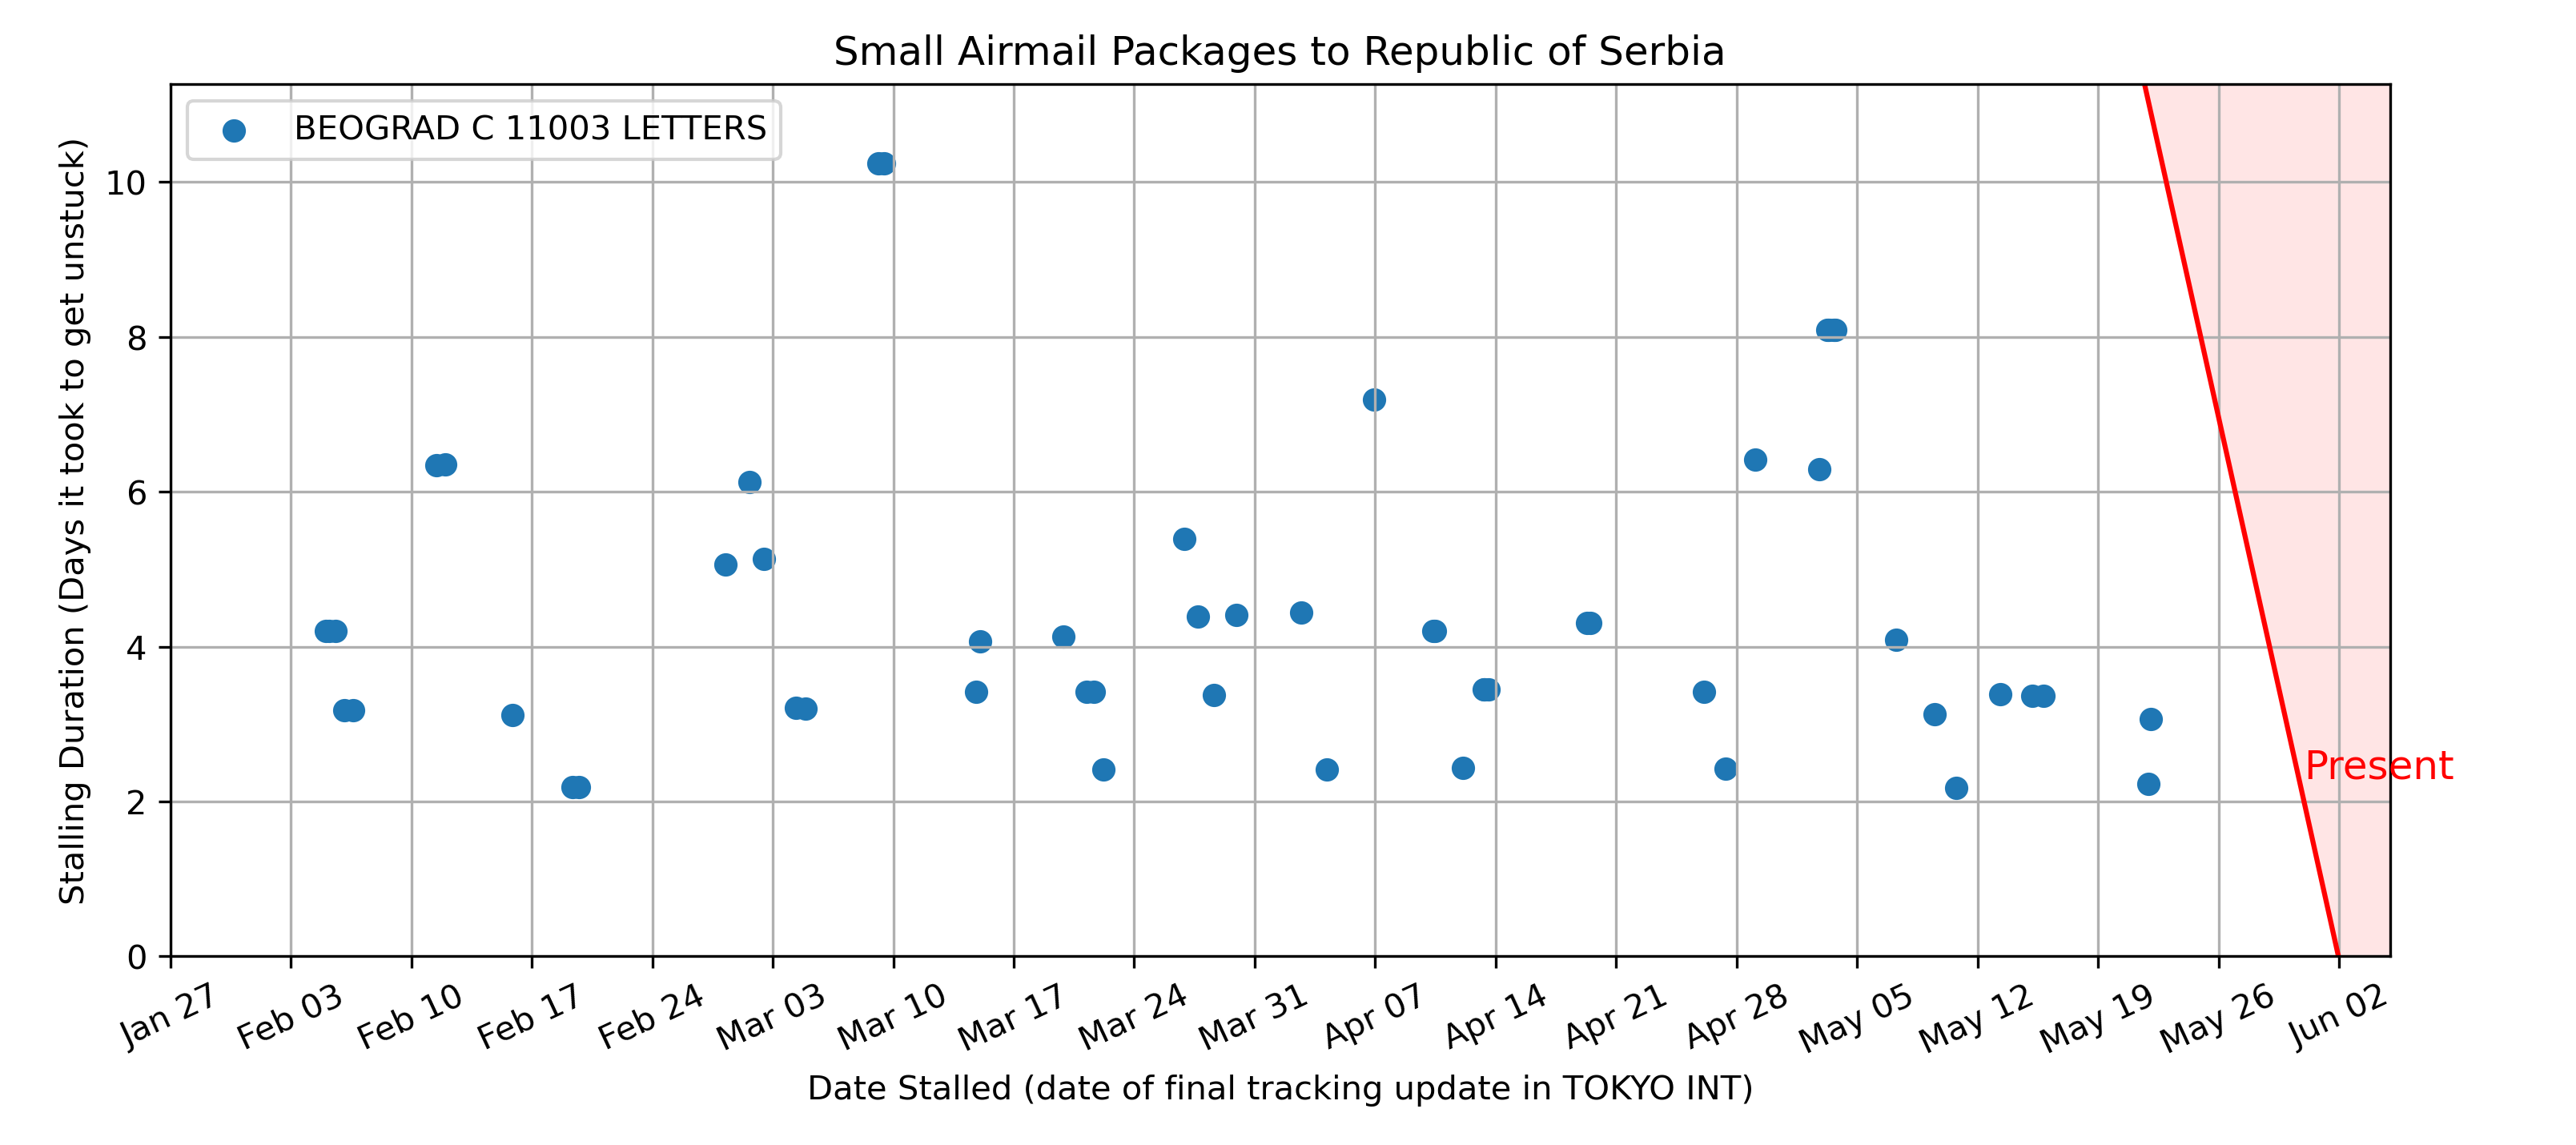 Small Airmail Packages to Republic of Serbia
BEOGRAD C 11003 LETTERS
Stalling Duration (Days it took to get unstuck)
10
8
6
4
2
0
Present
Jan 27
Feb 03
Feb 10
Feb 17
Feb 24
Mar 03
Mar 10
Mar 17
Mar 24
Mar 31
Apr 07
Apr 14
Apr 21
Apr 28
May 05
May 12
May 19
May 26
Jun 02
Date Stalled (date of final tracking update in TOKYO INT)